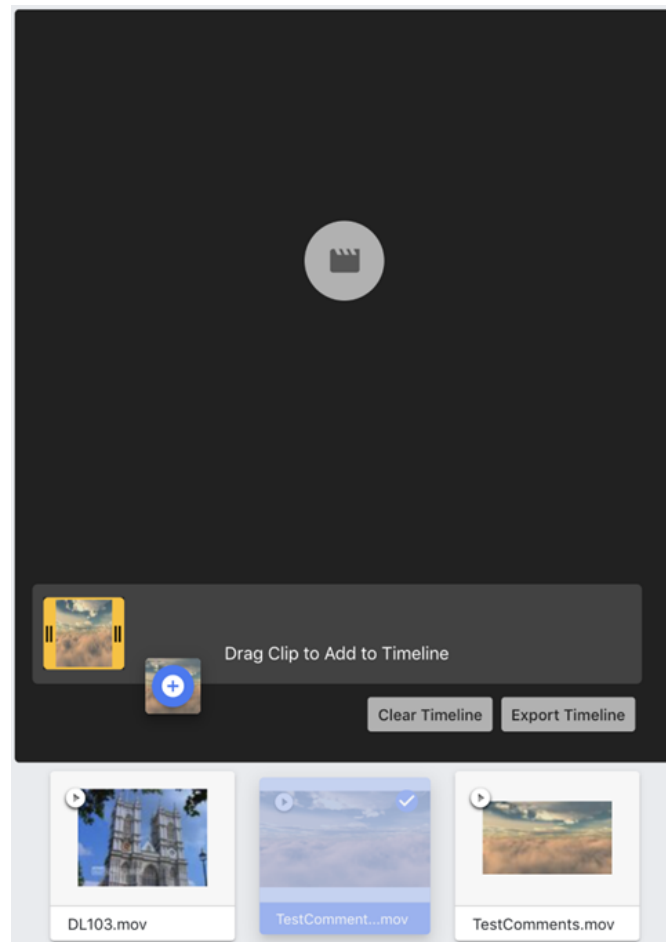 Drag Clip to Add to Timeline
Clear Timeline
Export Timeline
DL103.mov
TestComment...mov
TestComments.mov